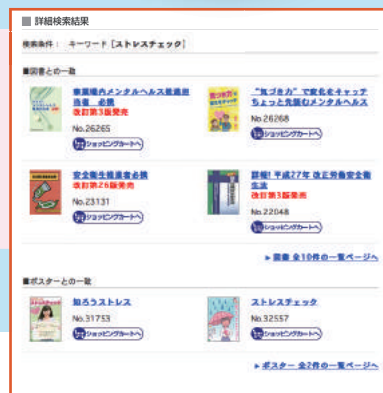 詳細検索結果
検索条件： キーワード［ストレスチェック］
■図書との一致
事業場内メンタルヘルス推進担
当者 必携
改訂第3版発売
No.26265
ショッピングカートへ
“気づき力”で変化をキャッチ
ちょっと先読むメンタルヘルス
No.26268
ショッピングカートへ
安全衛生推進者必携
改訂第26版発売
No.23131
ショッピングカートへ
詳報! 平成27年 改正労働安全衛
生法
改訂第3版発売
No.22048
ショッピングカートへ
▶ 図書 全10件の一覧ページへ
■ポスターとの一致
知ろうストレス
No.31753
ショッピングカートへ
ストレスチェック
No.32557
ショッピングカートへ
▶ ポスター 全2件の一覧ページへ